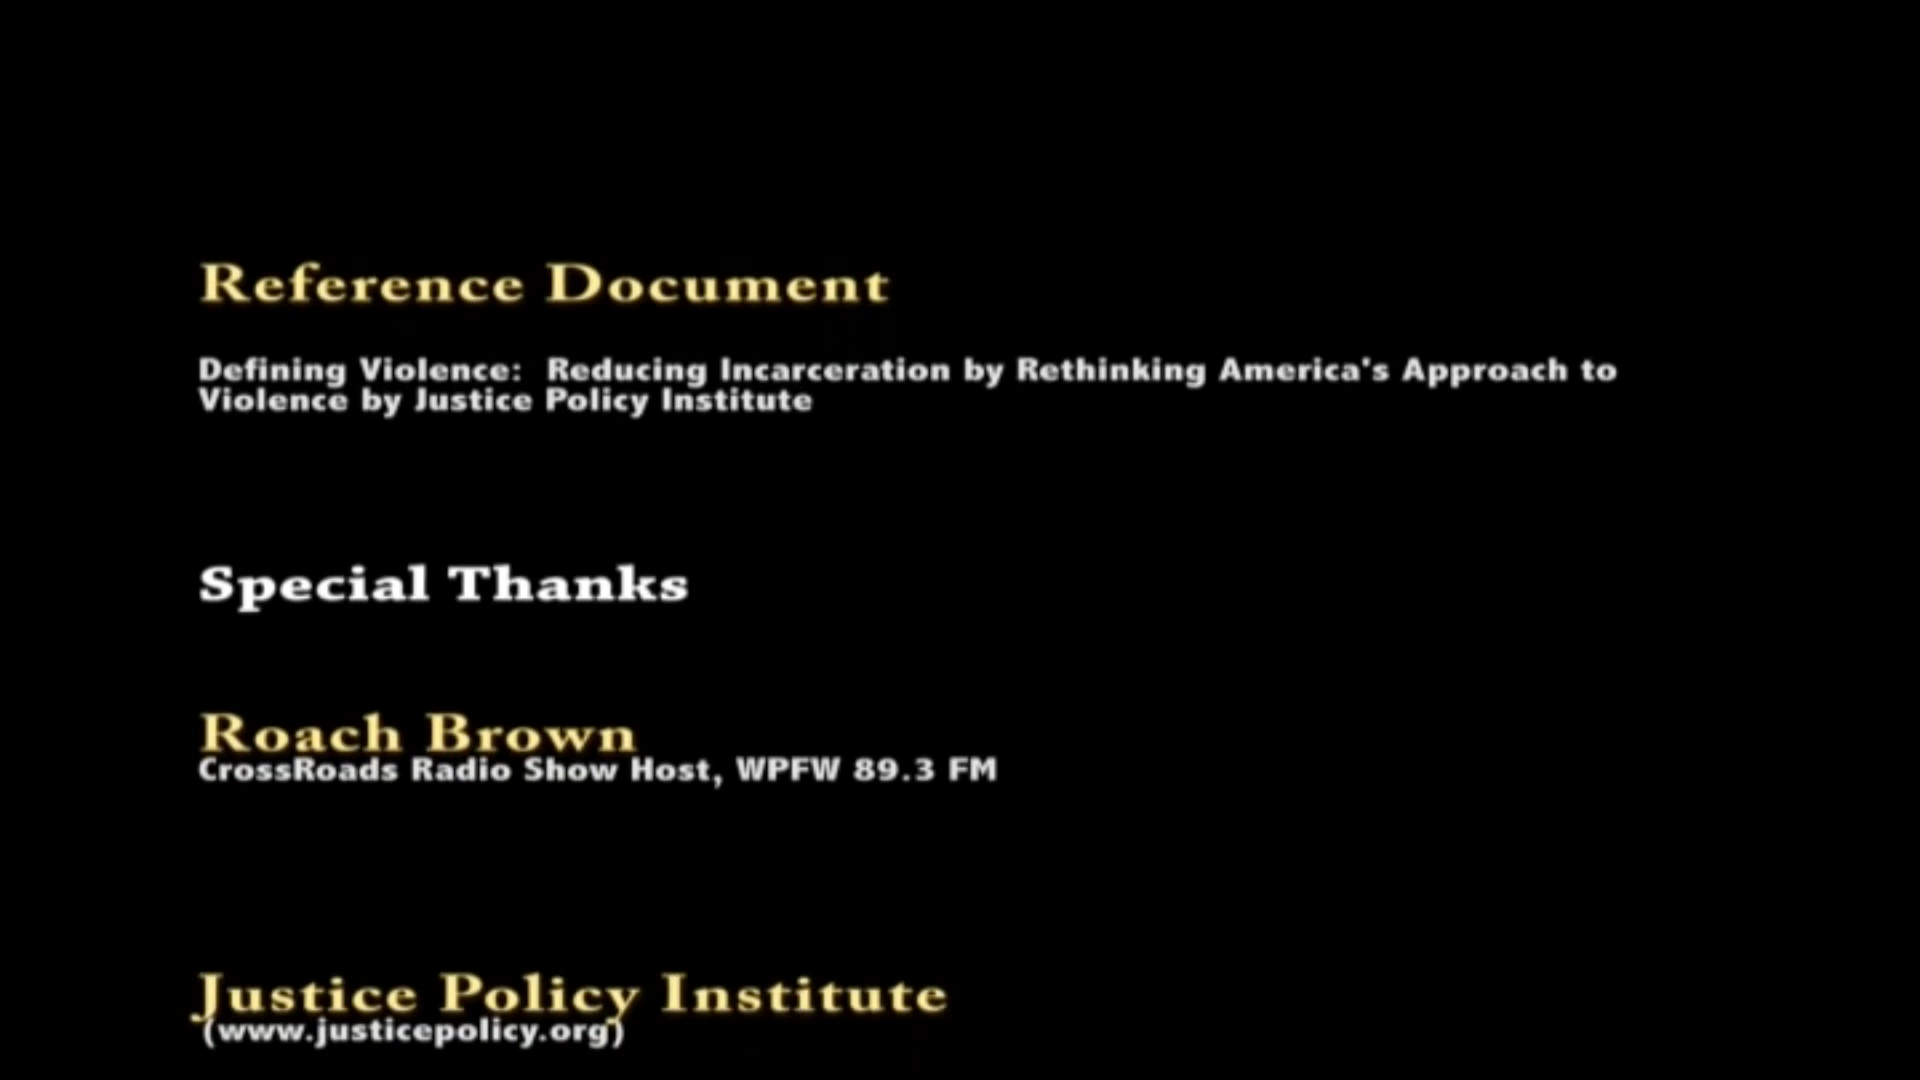 Reference Document
Defining Violence:  Reducing Incarceration by Rethinking America's Approach to
Violence by Justice Policy Institute
Special Thanks
Roach Brown
CrossRoads Radio Show Host, WPFW 89.3 FM
Justice Policy Institute
(www.justicepolicy.org)